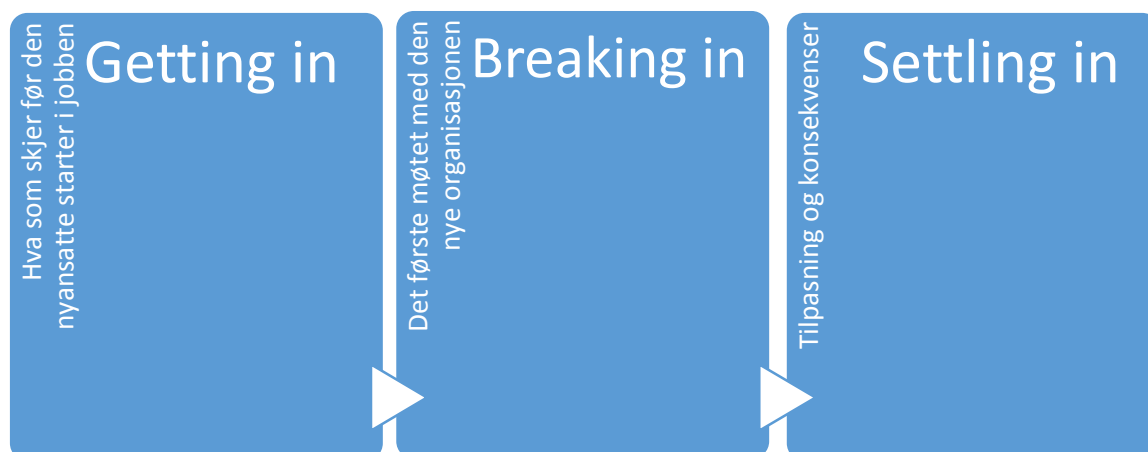 Getting in
Hva som skjer før den
nyansatte starter i jobben
Breaking in
Det første møtet med den
nye organisasjonen
Settling in
Tilpasning og konsekvenser